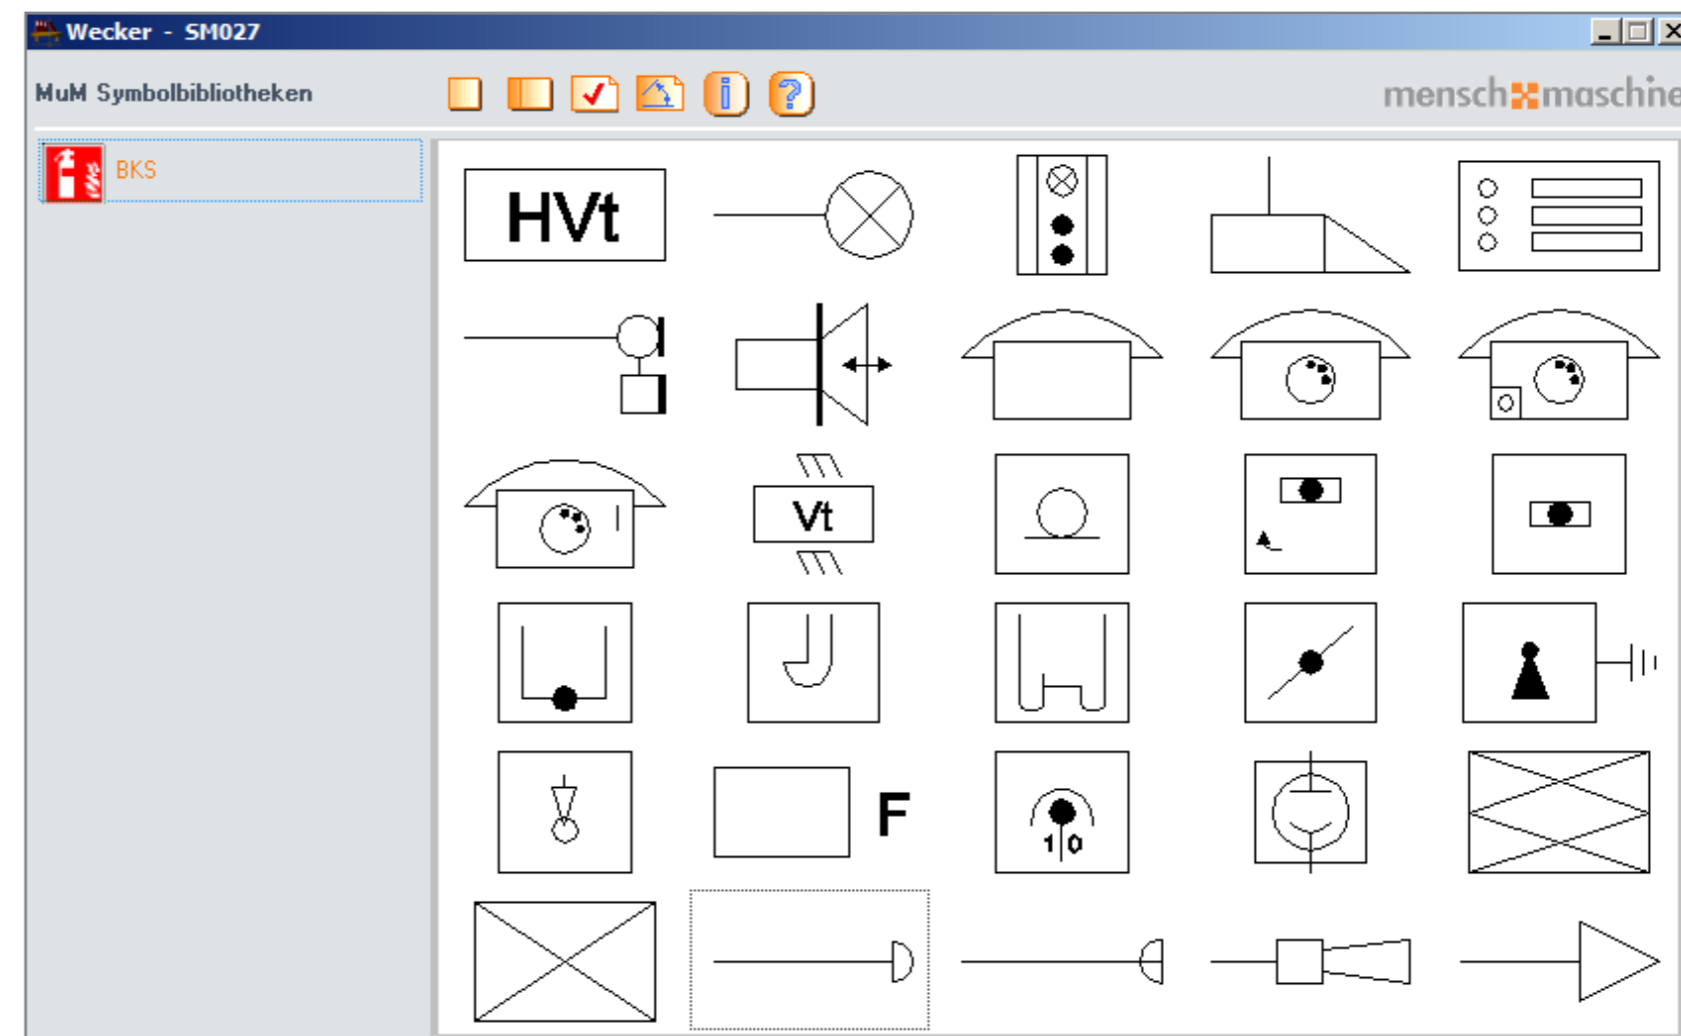 Wecker - SM027
MuM Symbolbibliotheken
i ?
mensch maschine
BKS
HVt
Vt
F
1 0